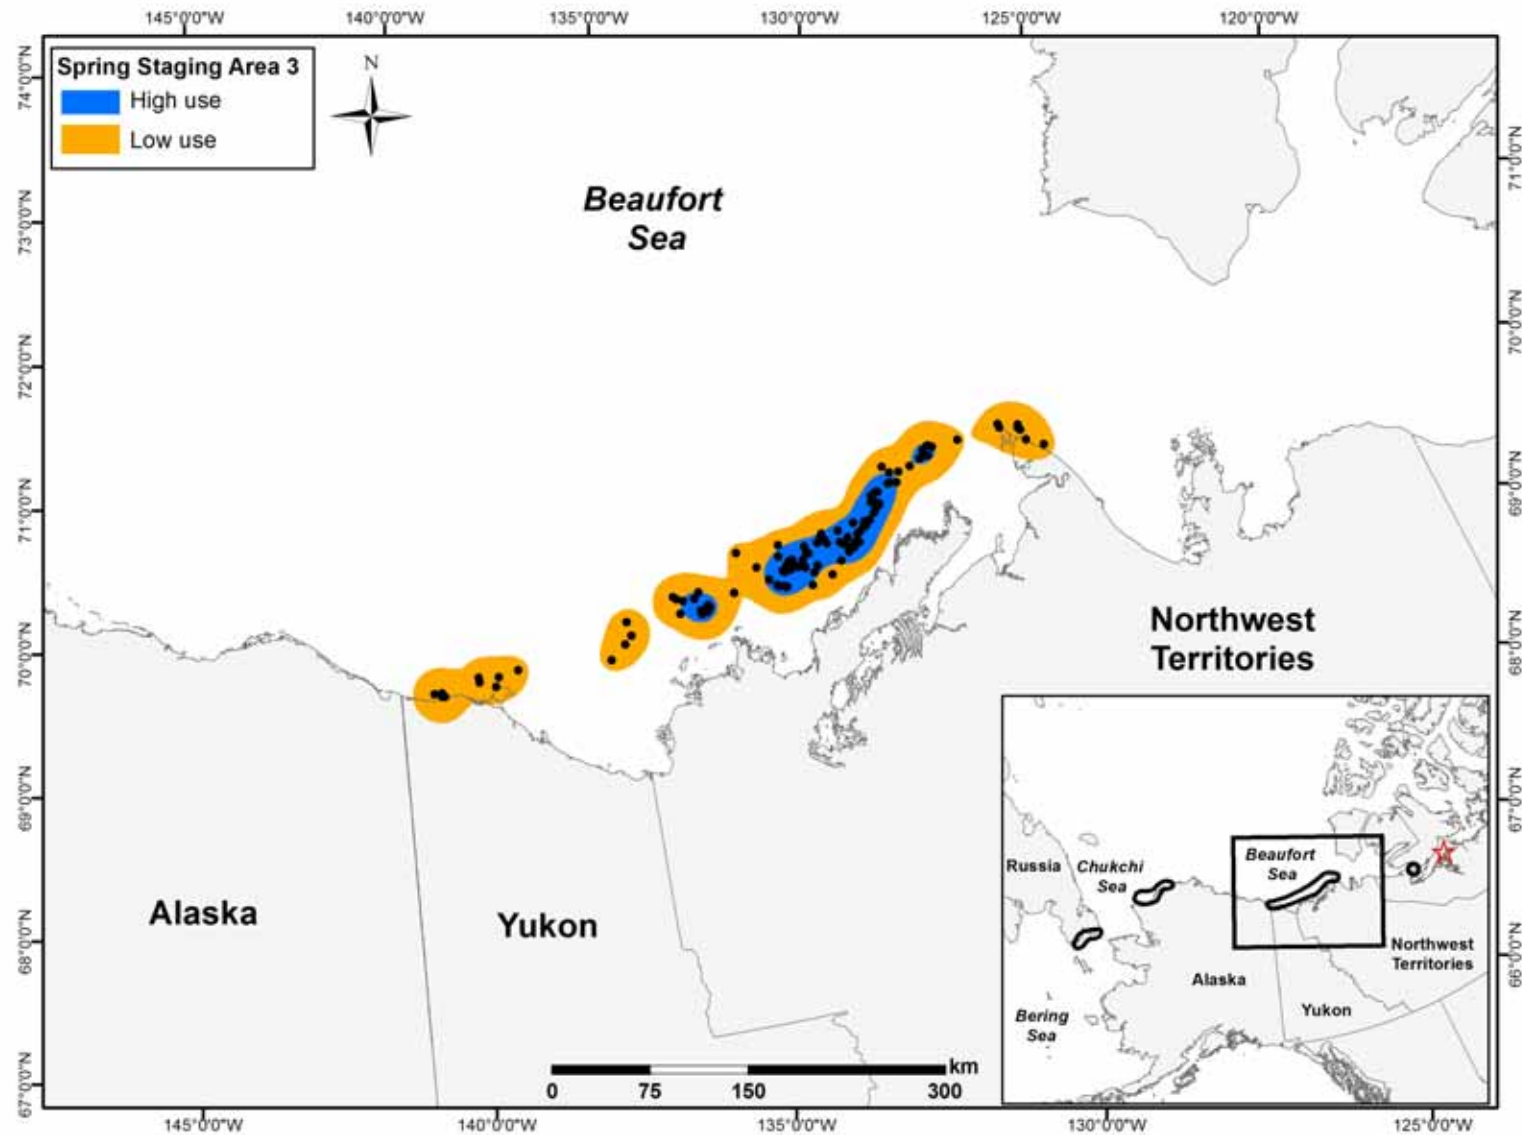 145°0'0"W 140°0'0"W 135°0'0"W 130°0'0"W 125°0'0"W 120°0'0"W
Spring Staging Area 3
High use
Low use
N
74°0'0"N
73°0'0"N
72°0'0"N
71°0'0"N
70°0'0"N
69°0'0"N
68°0'0"N
67°0'0"N
71°0'0"N
70°0'0"N
69°0'0"N
68°0'0"N
67°0'0"N
66°0'0"N
Beaufort
Sea
Northwest
Territories
Alaska
Yukon
km
0 75 150 300
Russia
Chukchi
Sea
Beaufort
Sea
Northwest
Territories
Alaska
Yukon
Bering
Sea
145°0'0"W 140°0'0"W 135°0'0"W 130°0'0"W 125°0'0"W